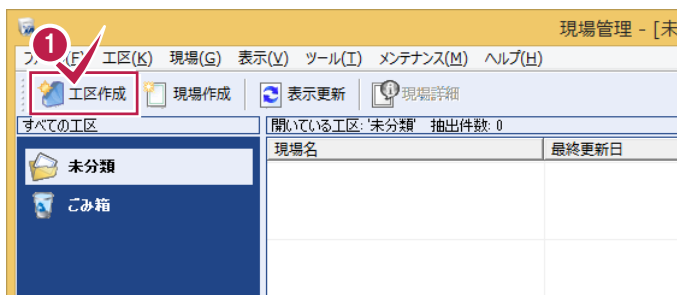 現場管理 - [未
1
ファイル(F) 工区(K) 現場(G) 表示(V) ツール(T) メンテナンス(M) ヘルプ(H)
工区作成 現場作成 表示更新 現場詳細
すべての工区 開いている工区: '未分類' 抽出件数: 0
現場名 最終更新日
未分類
ごみ箱